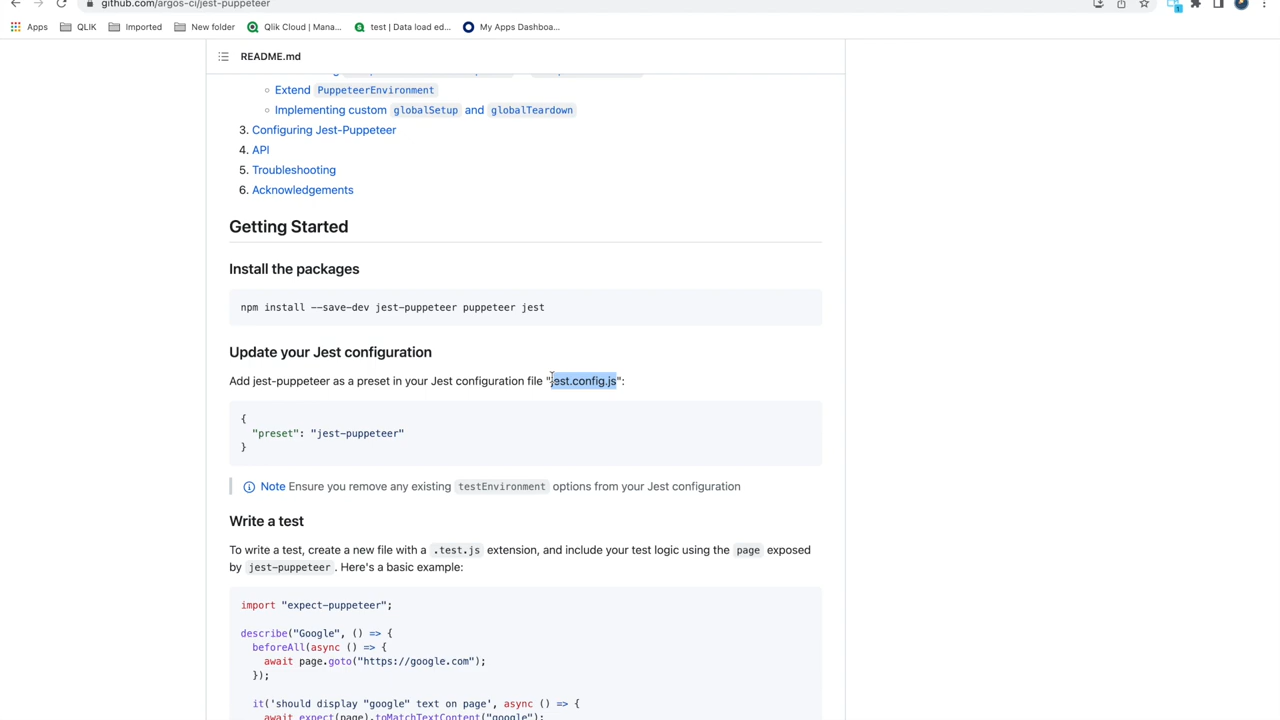 github.com/argos-ci/jest-puppeteer
Apps QLIK Imported New folder Qlik Cloud | Mana... test | Data load ed... My Apps Dashboa...
README.md
Extend PuppeteerEnvironment
Implementing custom globalSetup and globalTeardown
3. Configuring Jest-Puppeteer
4. API
5. Troubleshooting
6. Acknowledgements
Getting Started
Install the packages
npm install --save-dev jest-puppeteer puppeteer jest
Update your Jest configuration
Add jest-puppeteer as a preset in your Jest configuration file "jest.config.js":
{
"preset": "jest-puppeteer"
}
Note Ensure you remove any existing testEnvironment options from your Jest configuration
Write a test
To write a test, create a new file with a .test.js extension, and include your test logic using the page exposed
by jest-puppeteer. Here's a basic example:
import "expect-puppeteer";
describe("Google", () => {
beforeAll(async () => {
await page.goto("https://google.com");
});
it('should display "google" text on page', async () => {
await expect(page).toMatchTextContent("google");